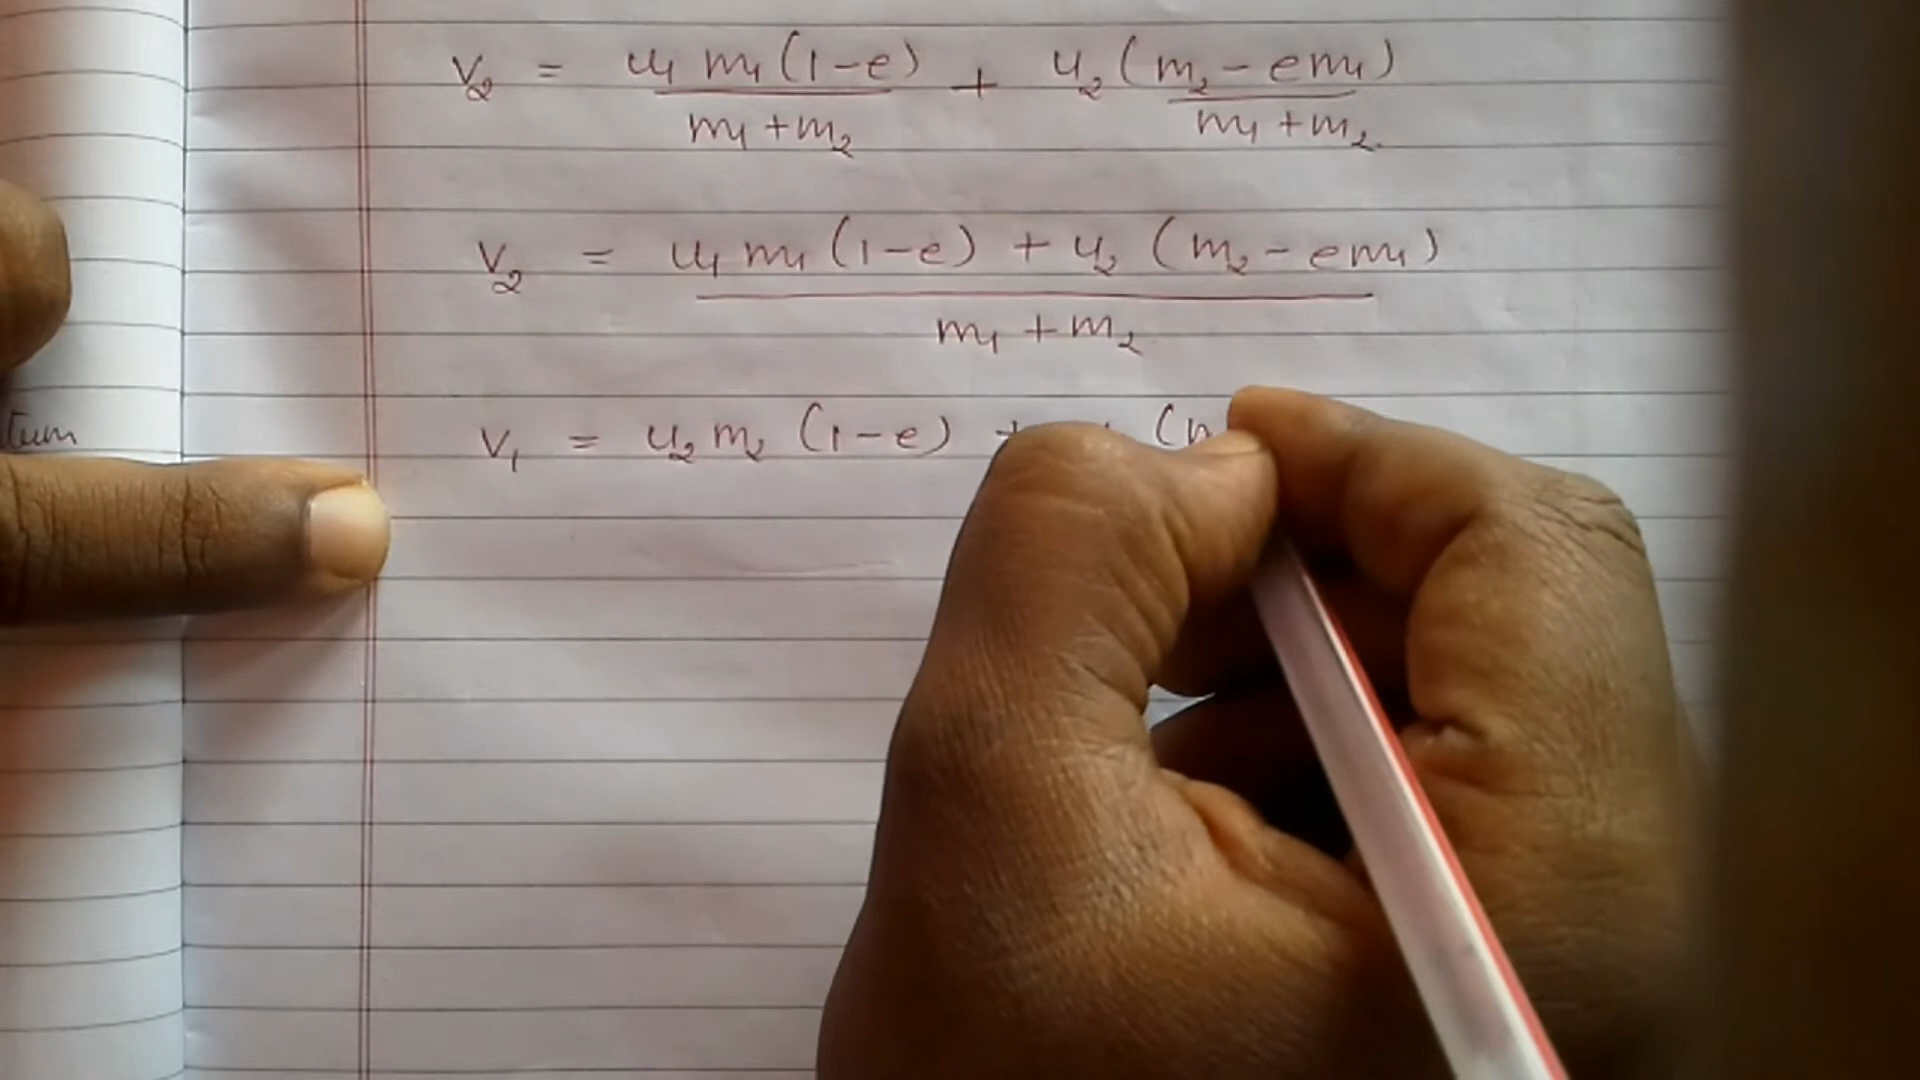 V₂ = u₁ m₁ (1-e) / m₁ + m₂ + u₂ (m₂ - em₁) / m₁ + m₂
V₂ = u₁ m₁ (1-e) + u₂ (m₂ - em₁) / m₁ + m₂
tum
V₁ = u₂ m₂ (1-e) + (